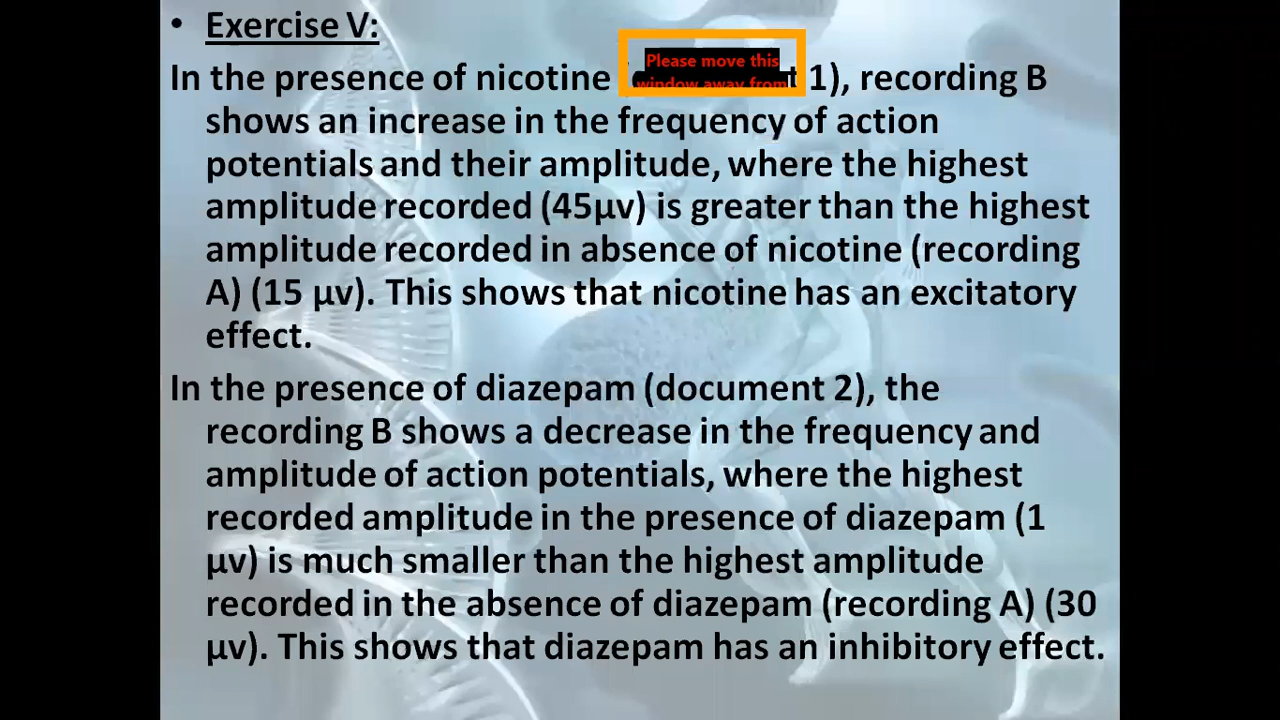 • Exercise V:
In the presence of nicotine ( t 1), recording B
Please move this
window away from
shows an increase in the frequency of action
potentials and their amplitude, where the highest
amplitude recorded (45µv) is greater than the highest
amplitude recorded in absence of nicotine (recording
A) (15 µv). This shows that nicotine has an excitatory
effect.
In the presence of diazepam (document 2), the
recording B shows a decrease in the frequency and
amplitude of action potentials, where the highest
recorded amplitude in the presence of diazepam (1
µv) is much smaller than the highest amplitude
recorded in the absence of diazepam (recording A) (30
µv). This shows that diazepam has an inhibitory effect.